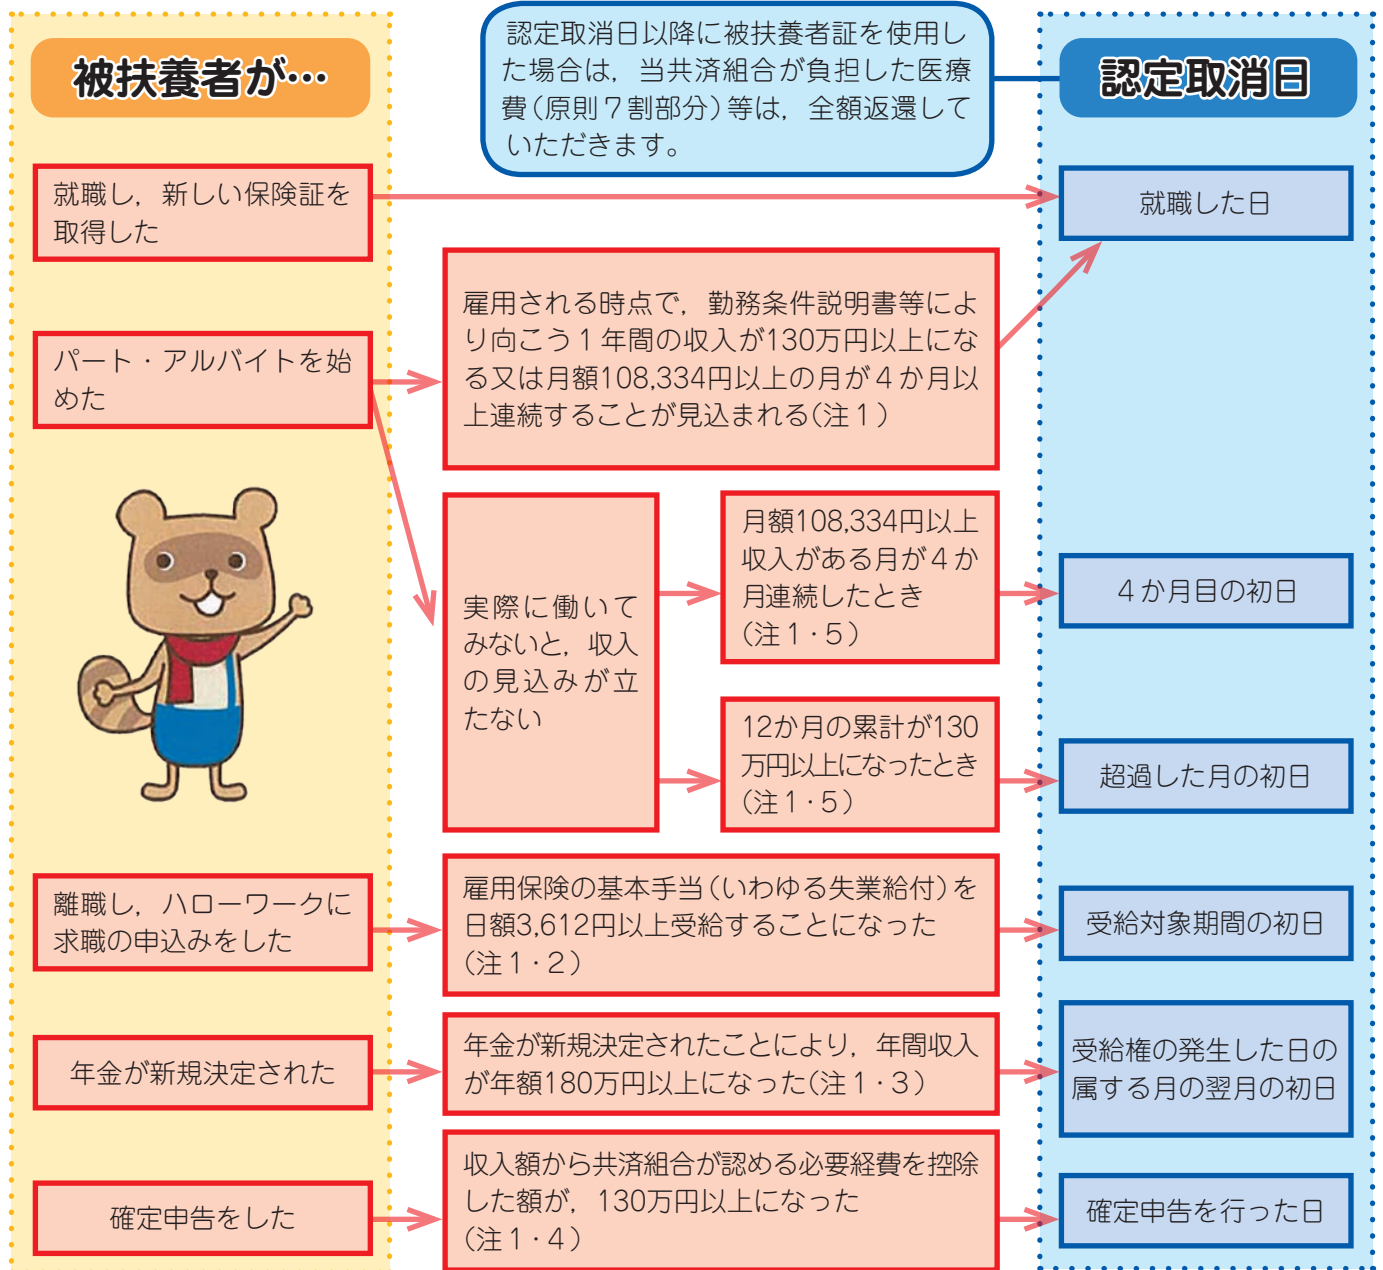 認定取消日以降に被扶養者証を使用し
た場合は，当共済組合が負担した医療
費（原則７割部分）等は，全額返還して
いただきます。
被扶養者が…
認定取消日
就職し，新しい保険証を
取得した
就職した日
パート・アルバイトを始
めた
雇用される時点で，勤務条件説明書等によ
り向こう１年間の収入が130万円以上にな
る又は月額108,334円以上の月が４か月以
上連続することが見込まれる（注１）
実際に働いて
みないと，収入
の見込みが立
たない
月額108,334円以上
収入がある月が４か
月連続したとき
（注１・５）
４か月目の初日
12か月の累計が130
万円以上になったとき
（注１・５）
超過した月の初日
離職し，ハローワークに
求職の申込みをした
雇用保険の基本手当（いわゆる失業給付）を
日額3,612円以上受給することになった
（注１・２）
受給対象期間の初日
年金が新規決定された
年金が新規決定されたことにより，年間収入
が年額180万円以上になった（注１・３）
受給権の発生した日の
属する月の翌月の初日
確定申告をした
収入額から共済組合が認める必要経費を控除
した額が，130万円以上になった
（注１・４）
確定申告を行った日